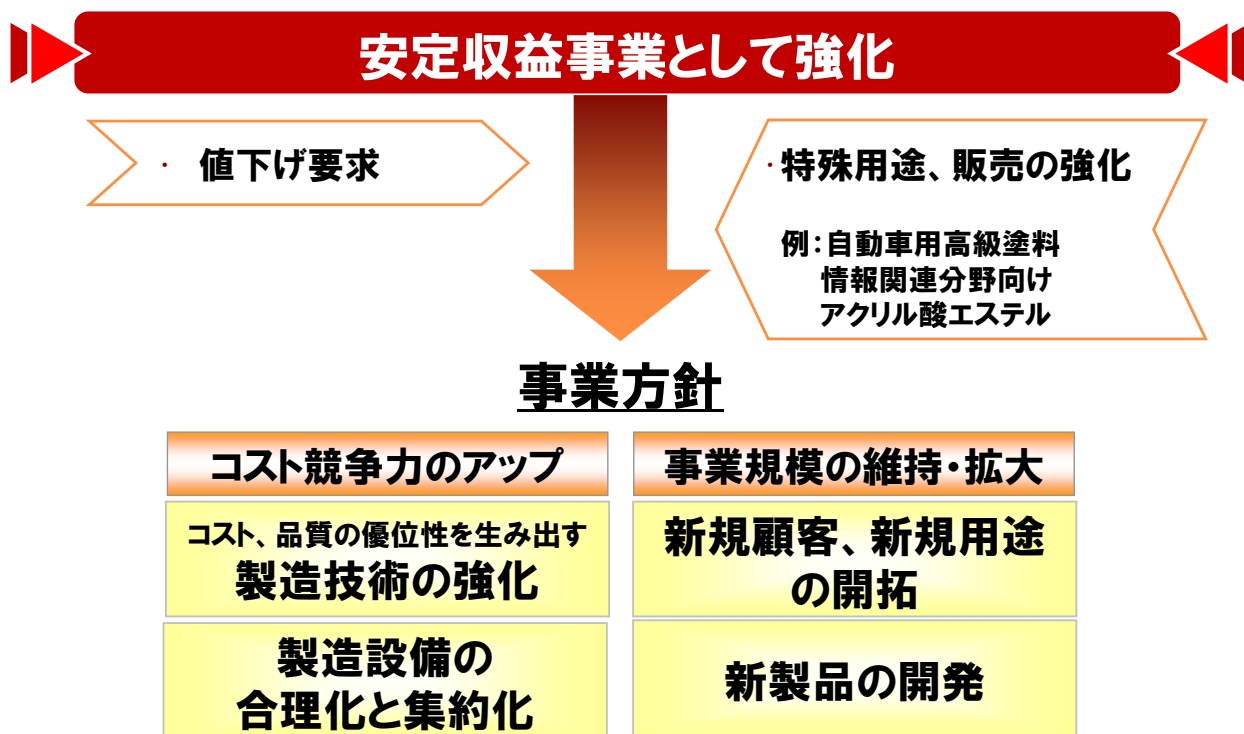 安定収益事業として強化
· 値下げ要求
·特殊用途、販売の強化
例：自動車用高級塗料
情報関連分野向け
アクリル酸エステル
事業方針
コスト競争力のアップ
コスト、品質の優位性を生み出す
製造技術の強化
製造設備の
合理化と集約化
事業規模の維持・拡大
新規顧客、新規用途
の開拓
新製品の開発